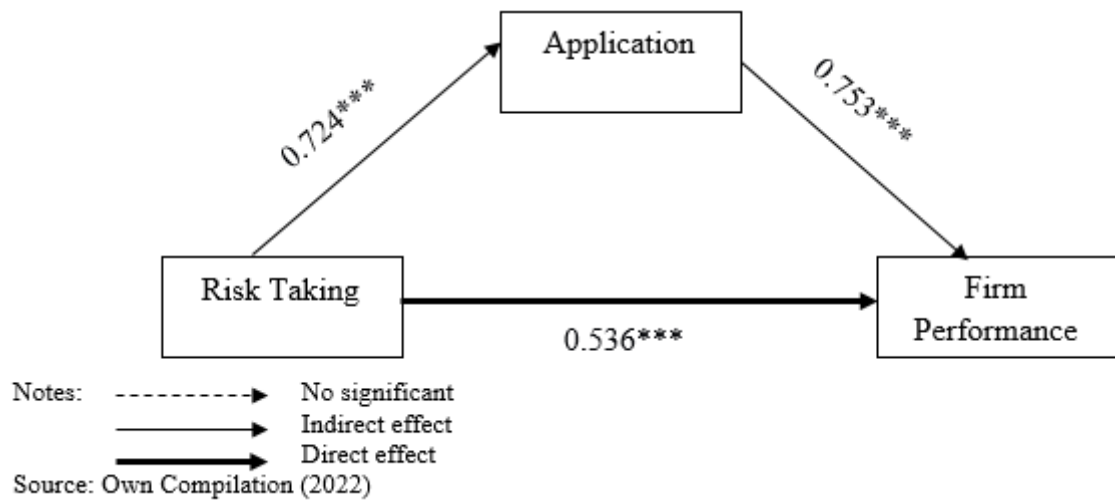 Application
0.724***
0.753***
Risk Taking
Firm
Performance
0.536***
Notes:
No significant
Indirect effect
Direct effect
Source: Own Compilation (2022)